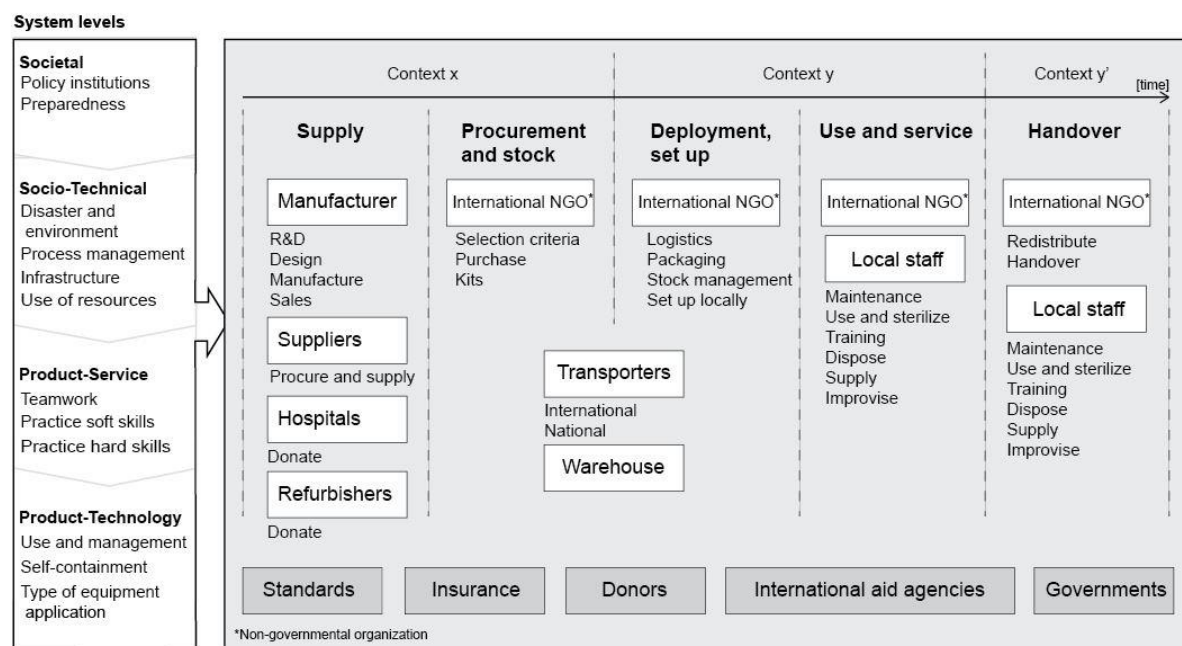 System levels
Societal
Policy institutions
Preparedness
Socio-Technical
Disaster and
environment
Process management
Infrastructure
Use of resources
Product-Service
Teamwork
Practice soft skills
Practice hard skills
Product-Technology
Use and management
Self-containment
Type of equipment
application
Context x
Context y
Context y'
[time]
Supply
Manufacturer
R&D
Design
Manufacture
Sales
Suppliers
Procure and supply
Hospitals
Donate
Refurbishers
Donate
Procurement
and stock
International NGO*
Selection criteria
Purchase
Kits
Deployment,
set up
International NGO*
Logistics
Packaging
Stock management
Set up locally
Transporters
International
National
Warehouse
Use and service
International NGO*
Local staff
Maintenance
Use and sterilize
Training
Dispose
Supply
Improvise
Handover
International NGO*
Redistribute
Handover
Local staff
Maintenance
Use and sterilize
Training
Dispose
Supply
Improvise
Standards
Insurance
Donors
International aid agencies
Governments
*Non-governmental organization